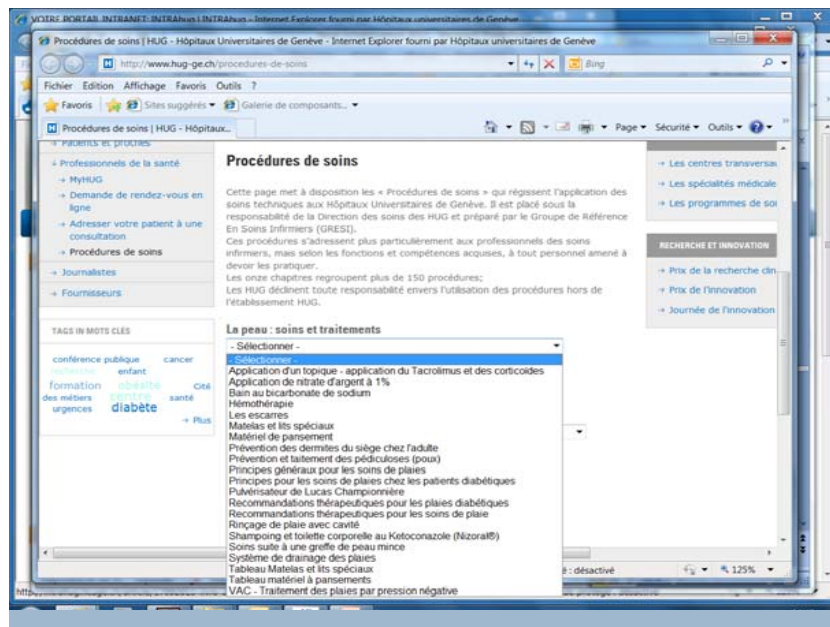 VOTRE PORTAIL INTRANET: INTRAhug | INTRAhug - Internet Explorer fourni par Hôpitaux universitaires de Genève
Procédures de soins | HUG - Hôpitaux Universitaires de Genève - Internet Explorer fourni par Hôpitaux universitaires de Genève
http://www.hug-ge.ch/procedures-de-soins
Bing
Fichier Edition Affichage Favoris Outils ?
Favoris Sites suggérés Galerie de composants...
Procédures de soins | HUG - Hôpitaux...
Page Sécurité Outils
Patients et proches
Professionnels de la santé
MyHUG
Demande de rendez-vous en
ligne
Adresser votre patient à une
consultation
Procédures de soins
Journalistes
Fournisseurs
TAGS IN MOTS CLÉS
conférence publique cancer
recherche enfant
formation obésité Cité
des métiers centre santé
urgences diabète
Plus
Procédures de soins
Cette page met à disposition les « Procédures de soins » qui régissent l'application des
soins techniques aux Hôpitaux Universitaires de Genève. Il est placé sous la
responsabilité de la Direction des soins des HUG et préparé par le Groupe de Référence
En Soins Infirmiers (GRESI).
Ces procédures s'adressent plus particulièrement aux professionnels des soins
infirmiers, mais selon les fonctions et compétences acquises, à tout personnel amené à
devoir les pratiquer.
Les onze chapitres regroupent plus de 150 procédures;
Les HUG déclinent toute responsabilité envers l'utilisation des procédures hors de
l'établissement HUG.
La peau : soins et traitements
- Sélectionner -
- Sélectionner -
Application d'un topique - application du Tacrolimus et des corticoïdes
Application de nitrate d'argent à 1%
Bain au bicarbonate de sodium
Hémothérapie
Les escarres
Matelas et lits spéciaux
Matériel de pansement
Prévention des dermites du siège chez l'adulte
Prévention et taitement des pédiculoses (poux)
Principes généraux pour les soins de plaies
Principes pour les soins de plaies chez les patients diabétiques
Pulvérisateur de Lucas Championnière
Recommandations thérapeutiques pour les plaies diabétiques
Recommandations thérapeutiques pour les soins de plaie
Rinçage de plaie avec cavité
Shampoing et toilette corporelle au Ketoconazole (Nizoral®)
Soins suite à une greffe de peau mince
Système de drainage des plaies
Tableau Matelas et lits spéciaux
Tableau matériel à pansements
VAC - Traitement des plaies par pression négative
Les centres transversau
Les spécialités médicale
Les programmes de soi
RECHERCHE ET INNOVATION
Prix de la recherche clin
Prix de l'innovation
Journée de l'innovation
: désactivé
125%